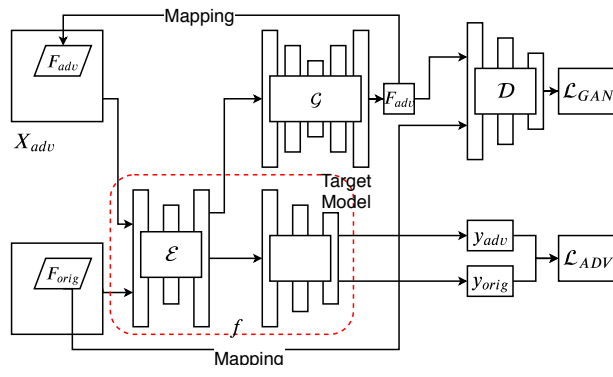 Mapping
F_adv
X_adv
𝒢
F_adv
𝒟
ℒ_GAN
Target
Model
ℰ
y_adv
ℒ_ADV
F_orig
y_orig
f
Mapping